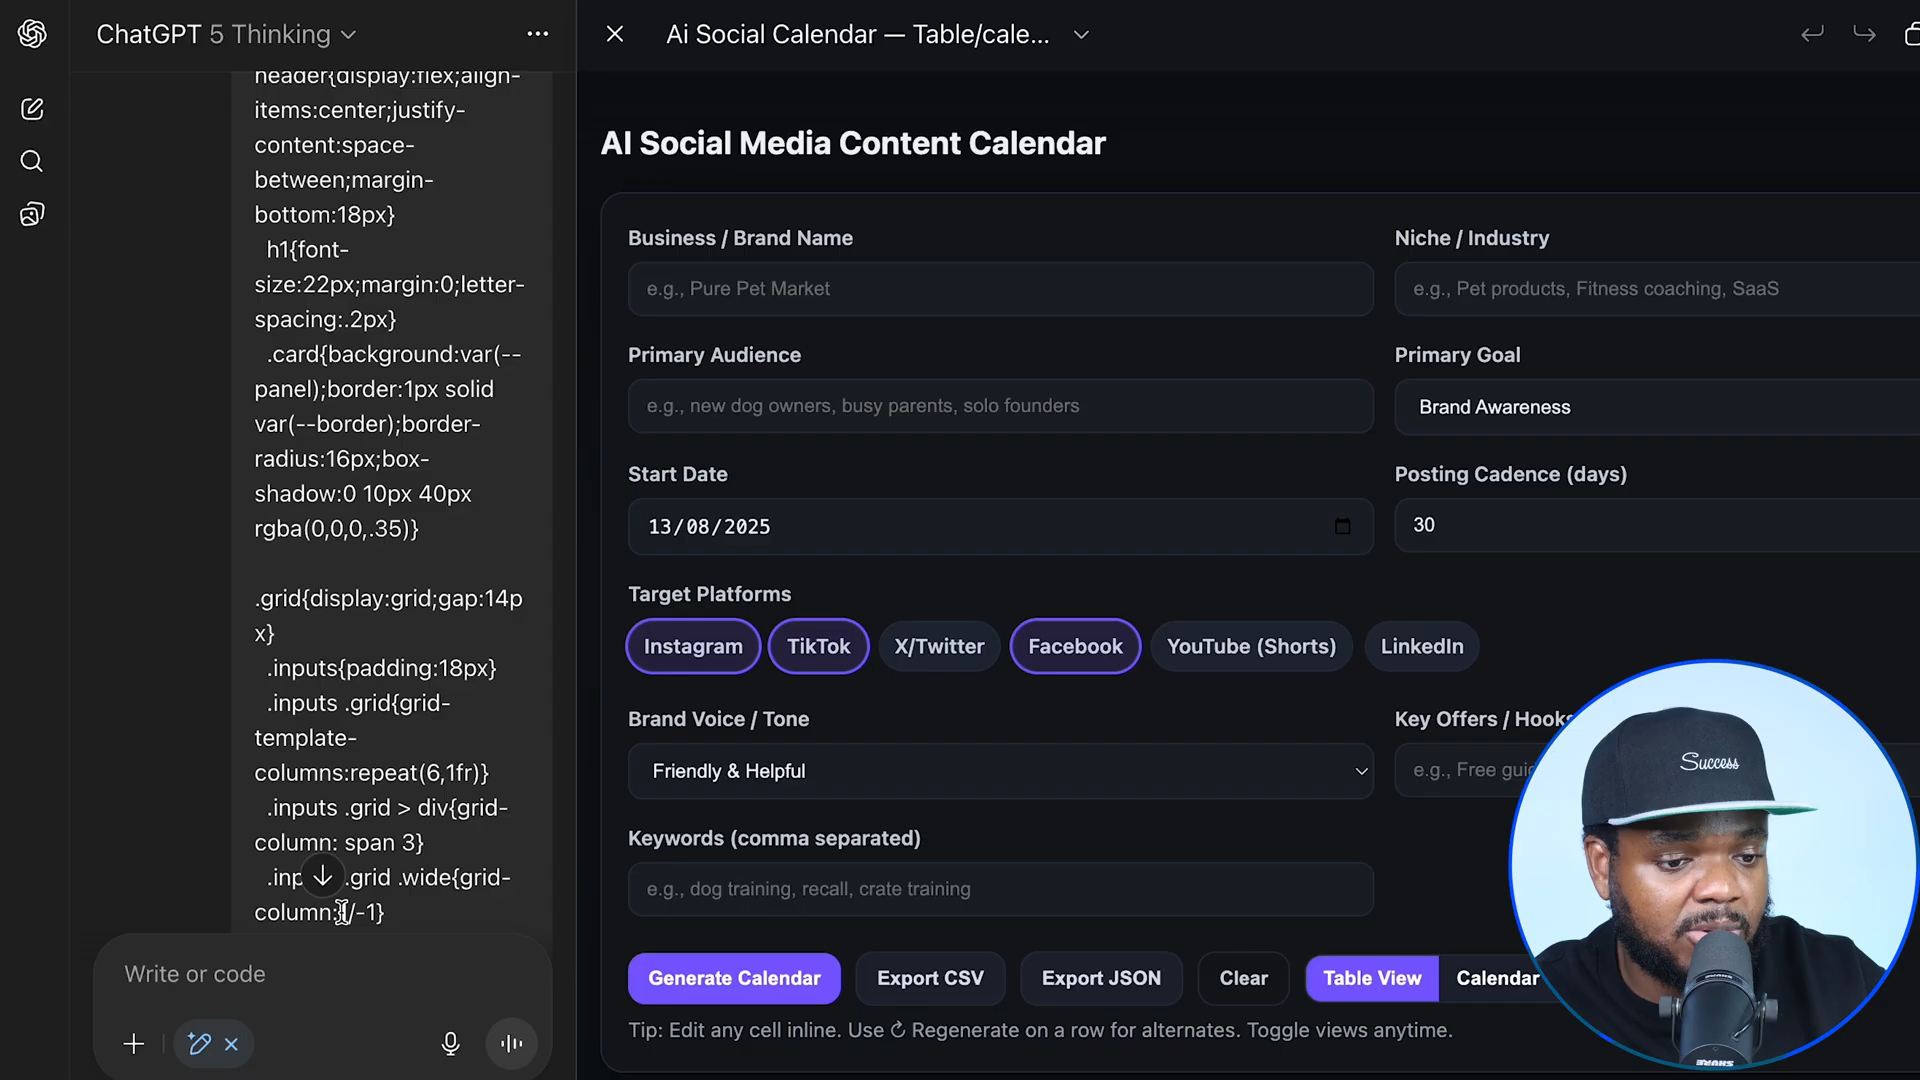 ChatGPT 5 Thinking
Ai Social Calendar — Table/cale...
header{display:flex;align-
items:center;justify-
content:space-
between;margin-
bottom:18px}
h1{font-
size:22px;margin:0;letter-
spacing:.2px}
.card{background:var(--
panel);border:1px solid
var(--border);border-
radius:16px;box-
shadow:0 10px 40px
rgba(0,0,0,.35)}
.grid{display:grid;gap:14p
x}
.inputs{padding:18px}
.inputs .grid{grid-
template-
columns:repeat(6,1fr)}
.inputs .grid > div{grid-
column: span 3}
.grid .wide{grid-
column: /-1}
Write or code
AI Social Media Content Calendar
Business / Brand Name
Niche / Industry
e.g., Pure Pet Market
e.g., Pet products, Fitness coaching, SaaS
Primary Audience
Primary Goal
e.g., new dog owners, busy parents, solo founders
Brand Awareness
Start Date
Posting Cadence (days)
13/08/2025
30
Target Platforms
Instagram
TikTok
X/Twitter
Facebook
YouTube (Shorts)
LinkedIn
Brand Voice / Tone
Key Offers / Hooks
Friendly & Helpful
e.g., Free
Keywords (comma separated)
e.g., dog training, recall, crate training
Generate Calendar
Export CSV
Export JSON
Clear
Table View
Calendar
Tip: Edit any cell inline. Use ↻ Regenerate on a row for alternates. Toggle views anytime.
Success
SHURE